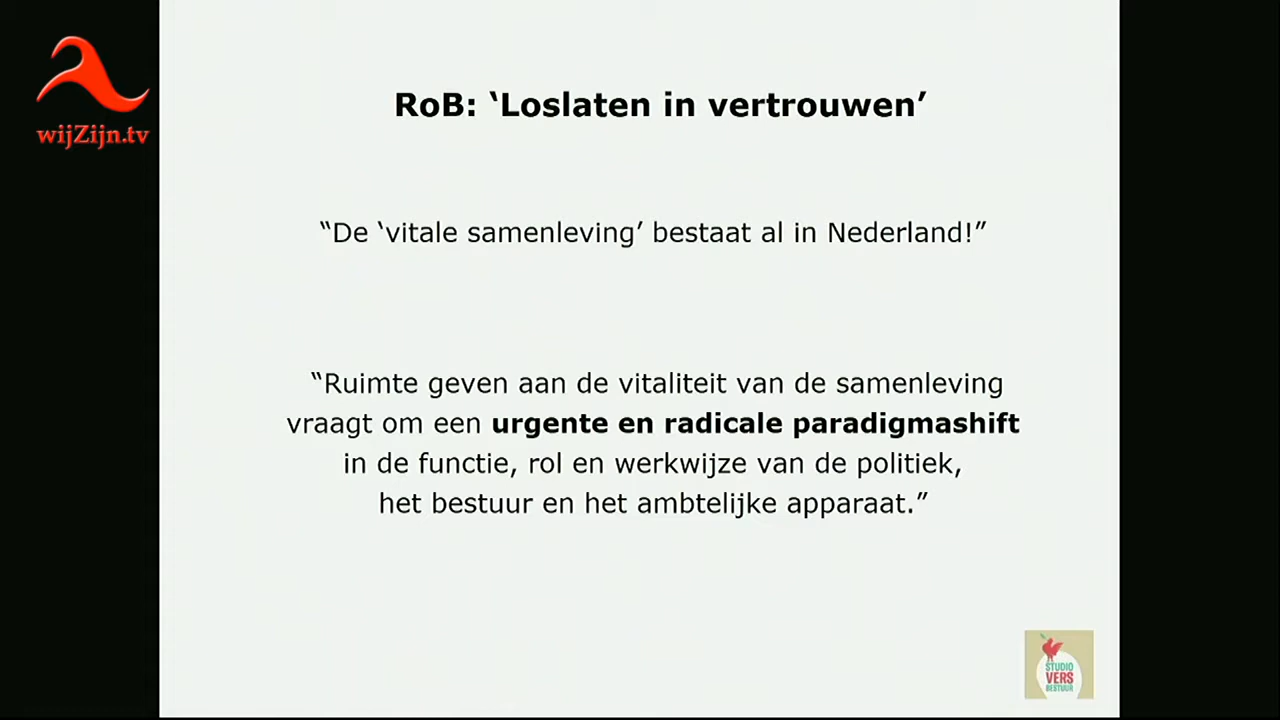 wijZijn.tv
RoB: ‘Loslaten in vertrouwen’
“De ‘vitale samenleving’ bestaat al in Nederland!”
“Ruimte geven aan de vitaliteit van de samenleving
vraagt om een urgente en radicale paradigmashift
in de functie, rol en werkwijze van de politiek,
het bestuur en het ambtelijke apparaat.”
STUDIO
VERS
BESTUUR